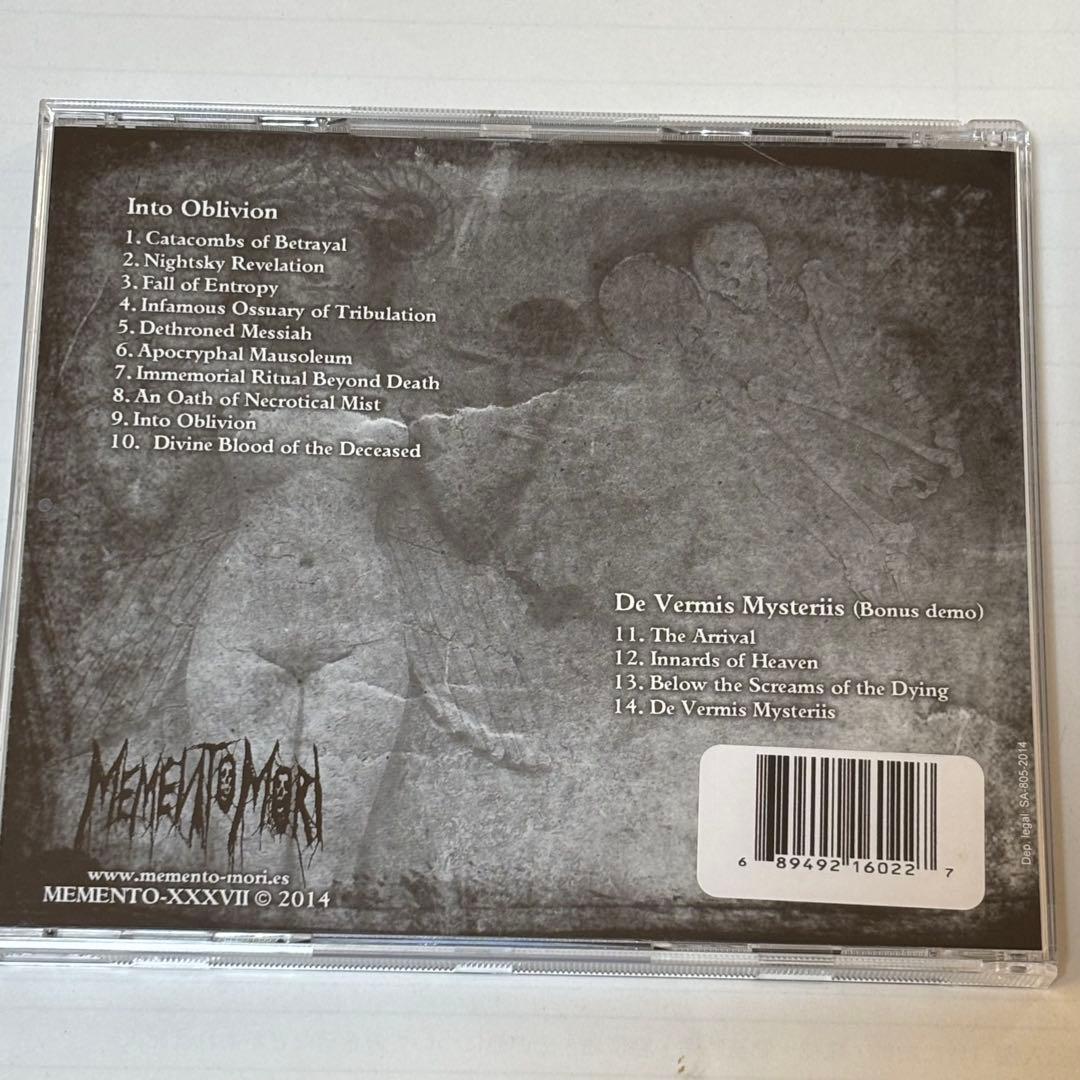 Into Oblivion
1. Catacombs of Betrayal
2. Nightsky Revelation
3. Fall of Entropy
4. Infamous Ossuary of Tribulation
5. Dethroned Messiah
6. Apocryphal Mausoleum
7. Immemorial Ritual Beyond Death
8. An Oath of Necrotical Mist
9. Into Oblivion
10. Divine Blood of the Deceased
De Vermis Mysteriis (Bonus demo)
11. The Arrival
12. Innards of Heaven
13. Below the Screams of the Dying
14. De Vermis Mysteriis
MEMENTO MORI
www.memento-mori.es
MEMENTO-XXXVII © 2014
6 89492 16022 7
Dep. legal: SA-805-2014